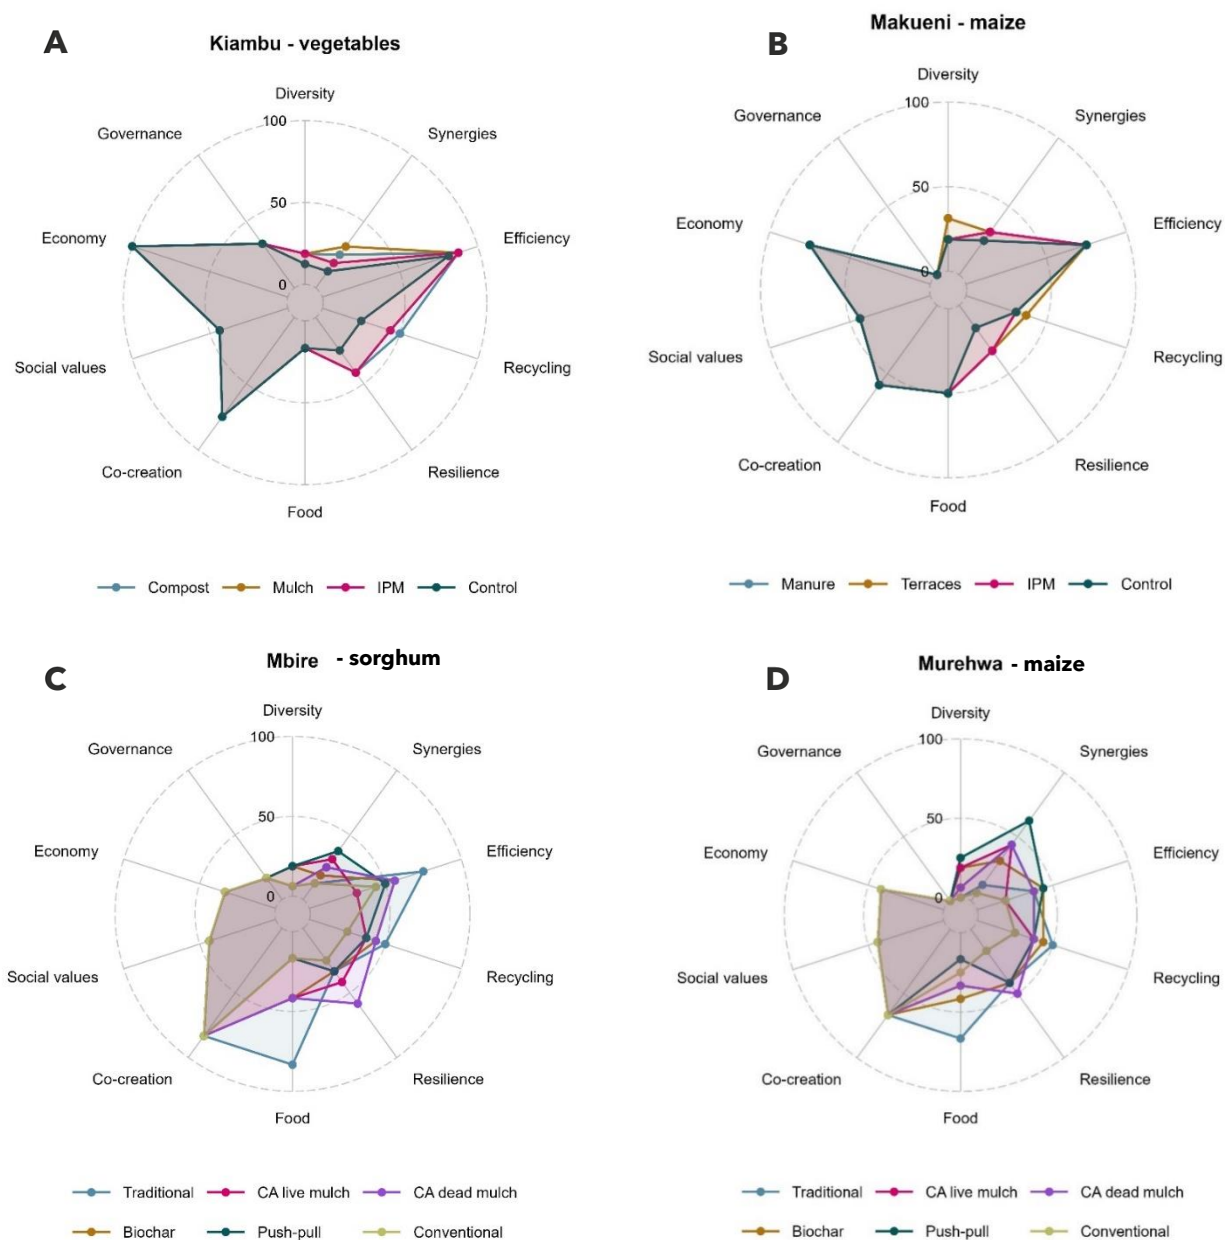 A
Kiambu - vegetables
Diversity
100
Governance
Synergies
50
Economy
Efficiency
0
Social values
Recycling
Co-creation
Resilience
Food
Compost Mulch IPM Control
B
Makueni - maize
Diversity
100
Governance
Synergies
50
Economy
Efficiency
0
Social values
Recycling
Co-creation
Resilience
Food
Manure Terraces IPM Control
C
Mbire - sorghum
Diversity
100
Governance
Synergies
50
Economy
Efficiency
0
Social values
Recycling
Co-creation
Resilience
Food
Traditional CA live mulch CA dead mulch
Biochar Push-pull Conventional
D
Murehwa - maize
Diversity
100
Governance
Synergies
50
Economy
Efficiency
0
Social values
Recycling
Co-creation
Resilience
Food
Traditional CA live mulch CA dead mulch
Biochar Push-pull Conventional